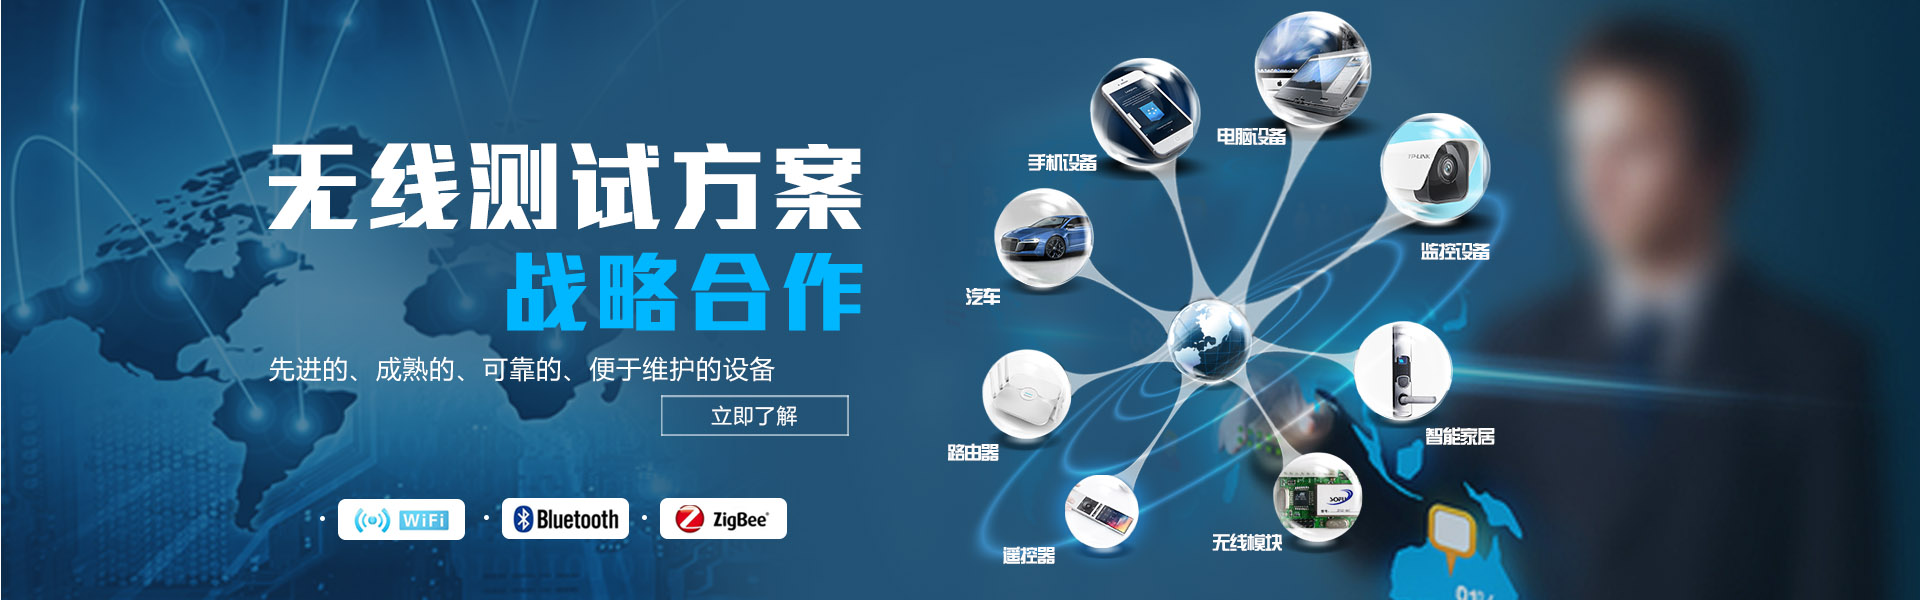 无线测试方案
战略合作
先进的、成熟的、可靠的、便于维护的设备
立即了解
WiFi
Bluetooth
ZigBee
电脑设备
手机设备
TP-LINK
监控设备
汽车
智能家居
路由器
无线模块
遥控器